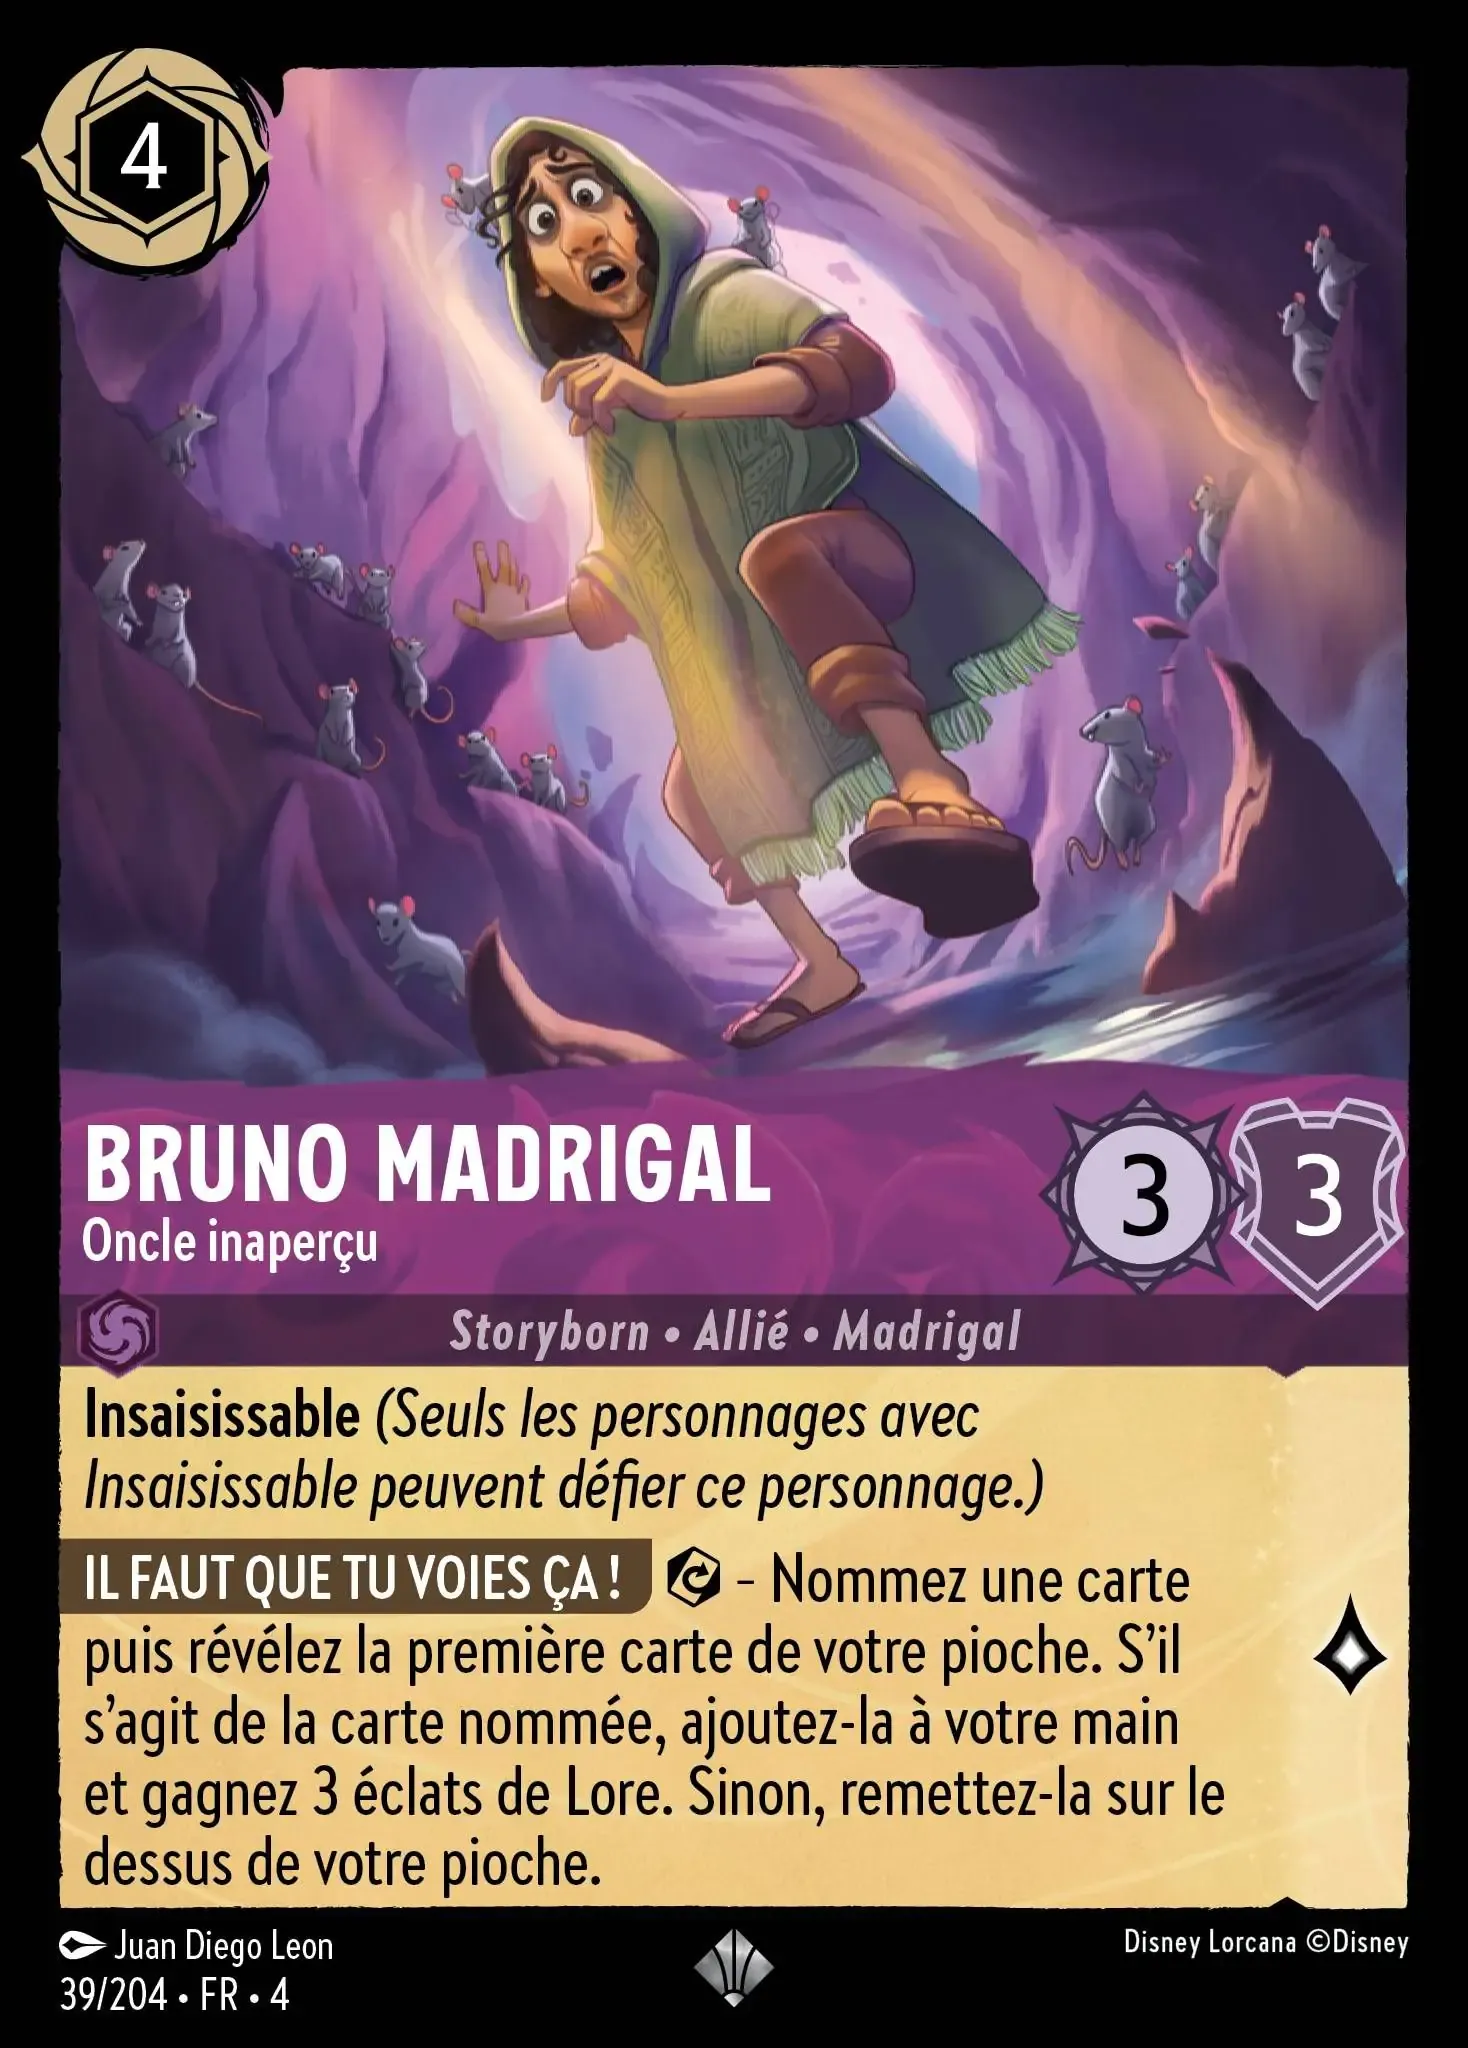 4
BRUNO MADRIGAL
Oncle inaperçu
3
3
Storyborn • Allié • Madrigal
Insaisissable (Seuls les personnages avec
Insaisissable peuvent défier ce personnage.)
IL FAUT QUE TU VOIES ÇA ! – Nommez une carte
puis révélez la première carte de votre pioche. S’il
s’agit de la carte nommée, ajoutez-la à votre main
et gagnez 3 éclats de Lore. Sinon, remettez-la sur le
dessus de votre pioche.
Juan Diego Leon
39/204 • FR • 4
Disney Lorcana ©Disney